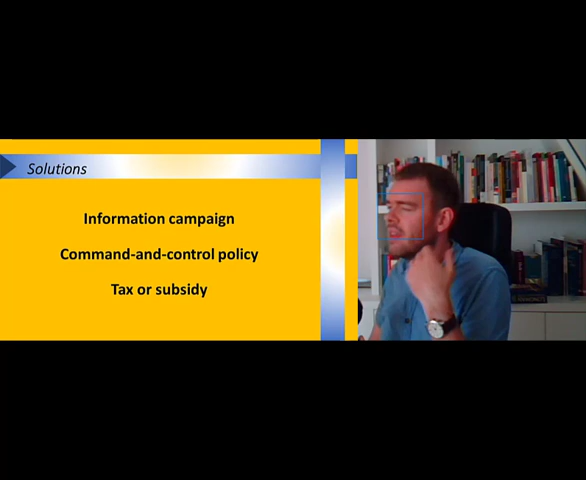 Solutions
Information campaign
Command-and-control policy
Tax or subsidy